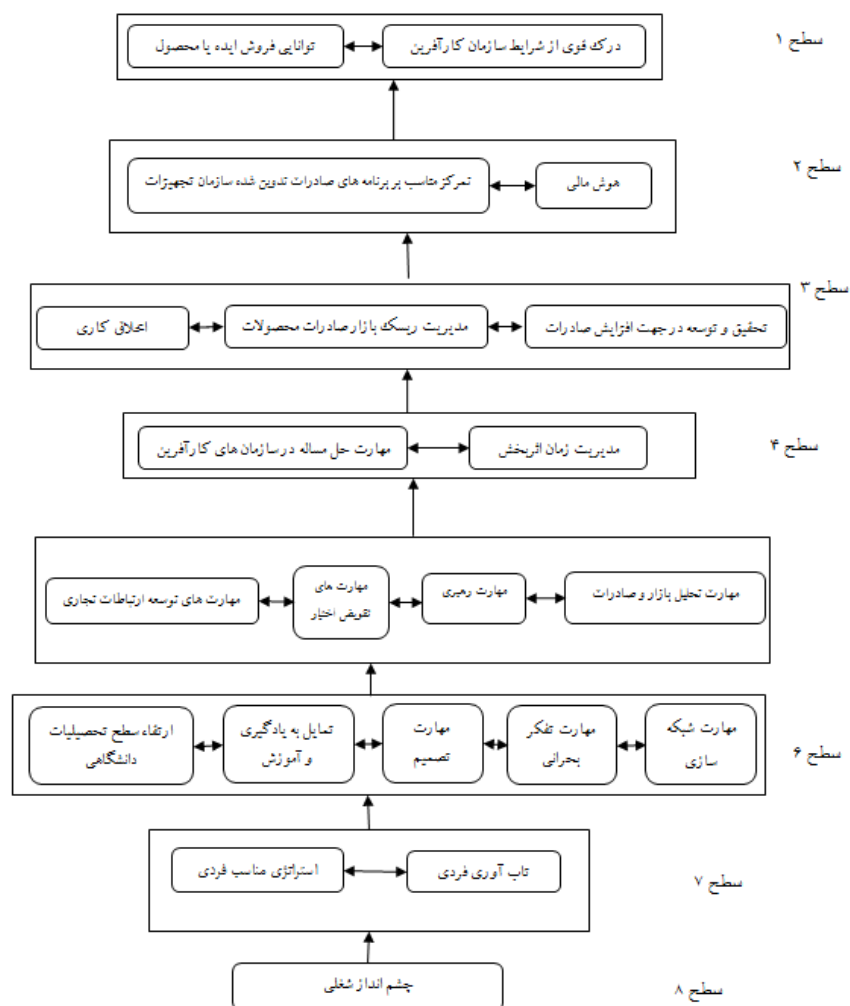 سطح ۱
درک قوی از شرایط سازمان کارآفرین
توانایی فروش ایده یا محصول
سطح ۲
هوش مالی
تمرکز مناسب بر برنامه های صادرات تدوین شده سازمان تجهیزات
سطح ۳
تحقیق و توسعه در جهت افزایش صادرات
مدیریت ریسک بازار صادرات محصولات
اخلاق کاری
سطح ۴
مدیریت زمان اثربخش
مهارت حل مساله در سازمان های کارآفرین
مهارت تحلیل بازار و صادرات
مهارت رهبری
مهارت های
تفویض اختیار
مهارت های توسعه ارتباطات تجاری
سطح ۶
مهارت شبکه
سازی
مهارت تفکر
بحرانی
مهارت
تصمیم
تمایل به یادگیری
و آموزش
ارتقاء سطح تحصیلیات
دانشگاهی
سطح ۷
تاب آوری فردی
استراتژی مناسب فردی
سطح ۸
چشم انداز شغلی